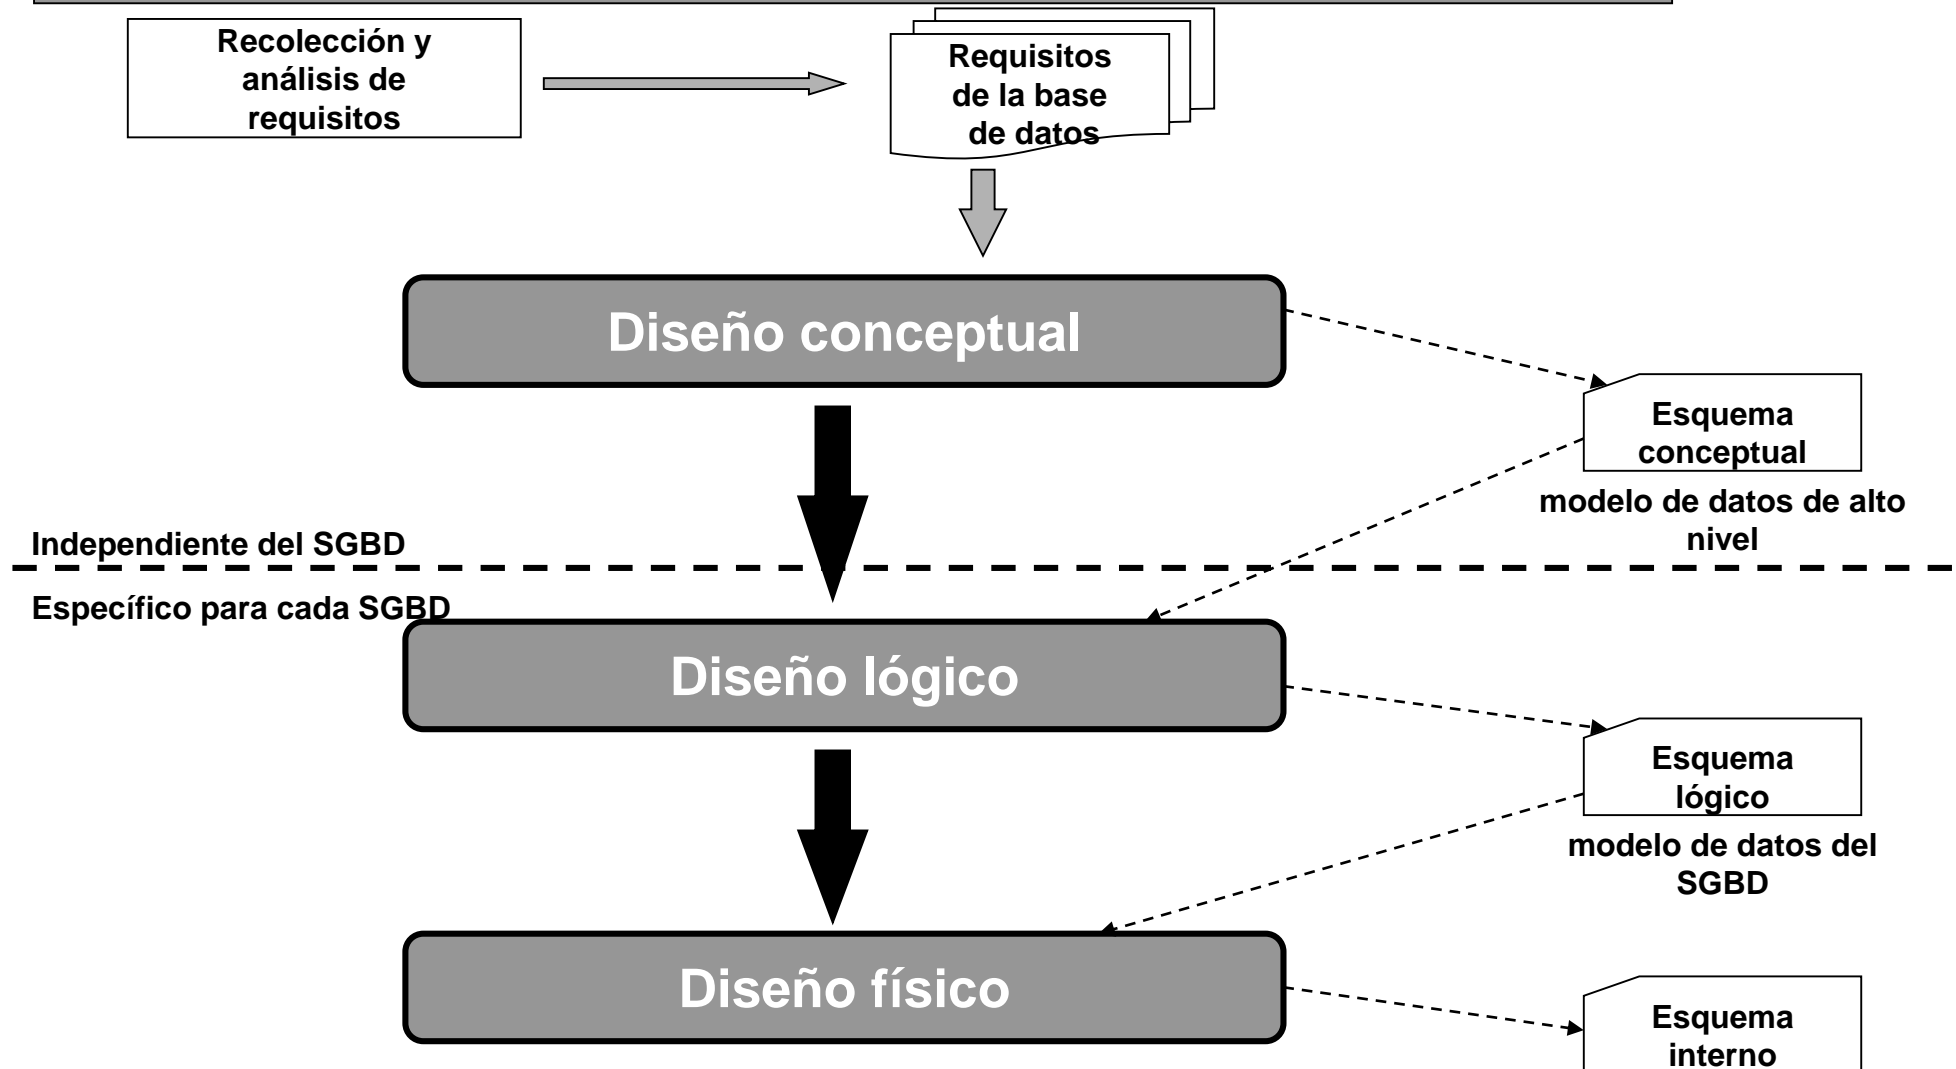 Recolección y
análisis de
requisitos
Requisitos
de la base
de datos
Diseño conceptual
Esquema
conceptual
modelo de datos de alto
nivel
Independiente del SGBD
Específico para cada SGBD
Diseño lógico
Esquema
lógico
modelo de datos del
SGBD
Diseño físico
Esquema
interno